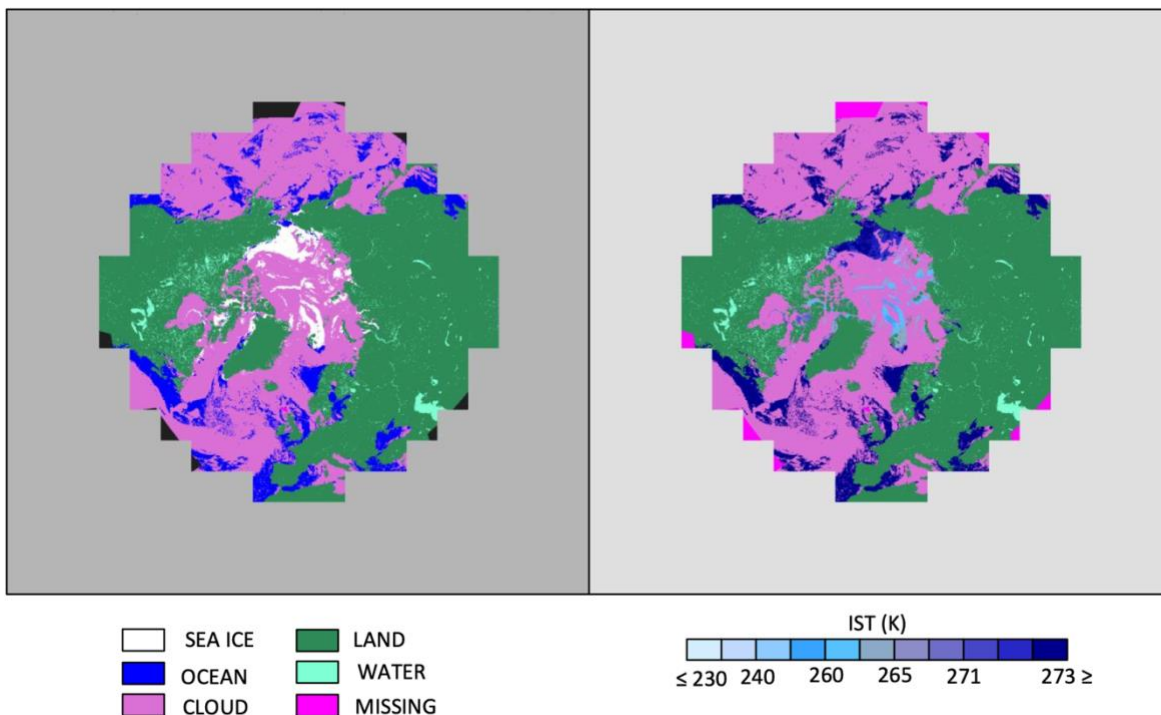 SEA ICE
LAND
OCEAN
WATER
CLOUD
MISSING
IST (K)
≤ 230 240 260 265 271 273 ≥